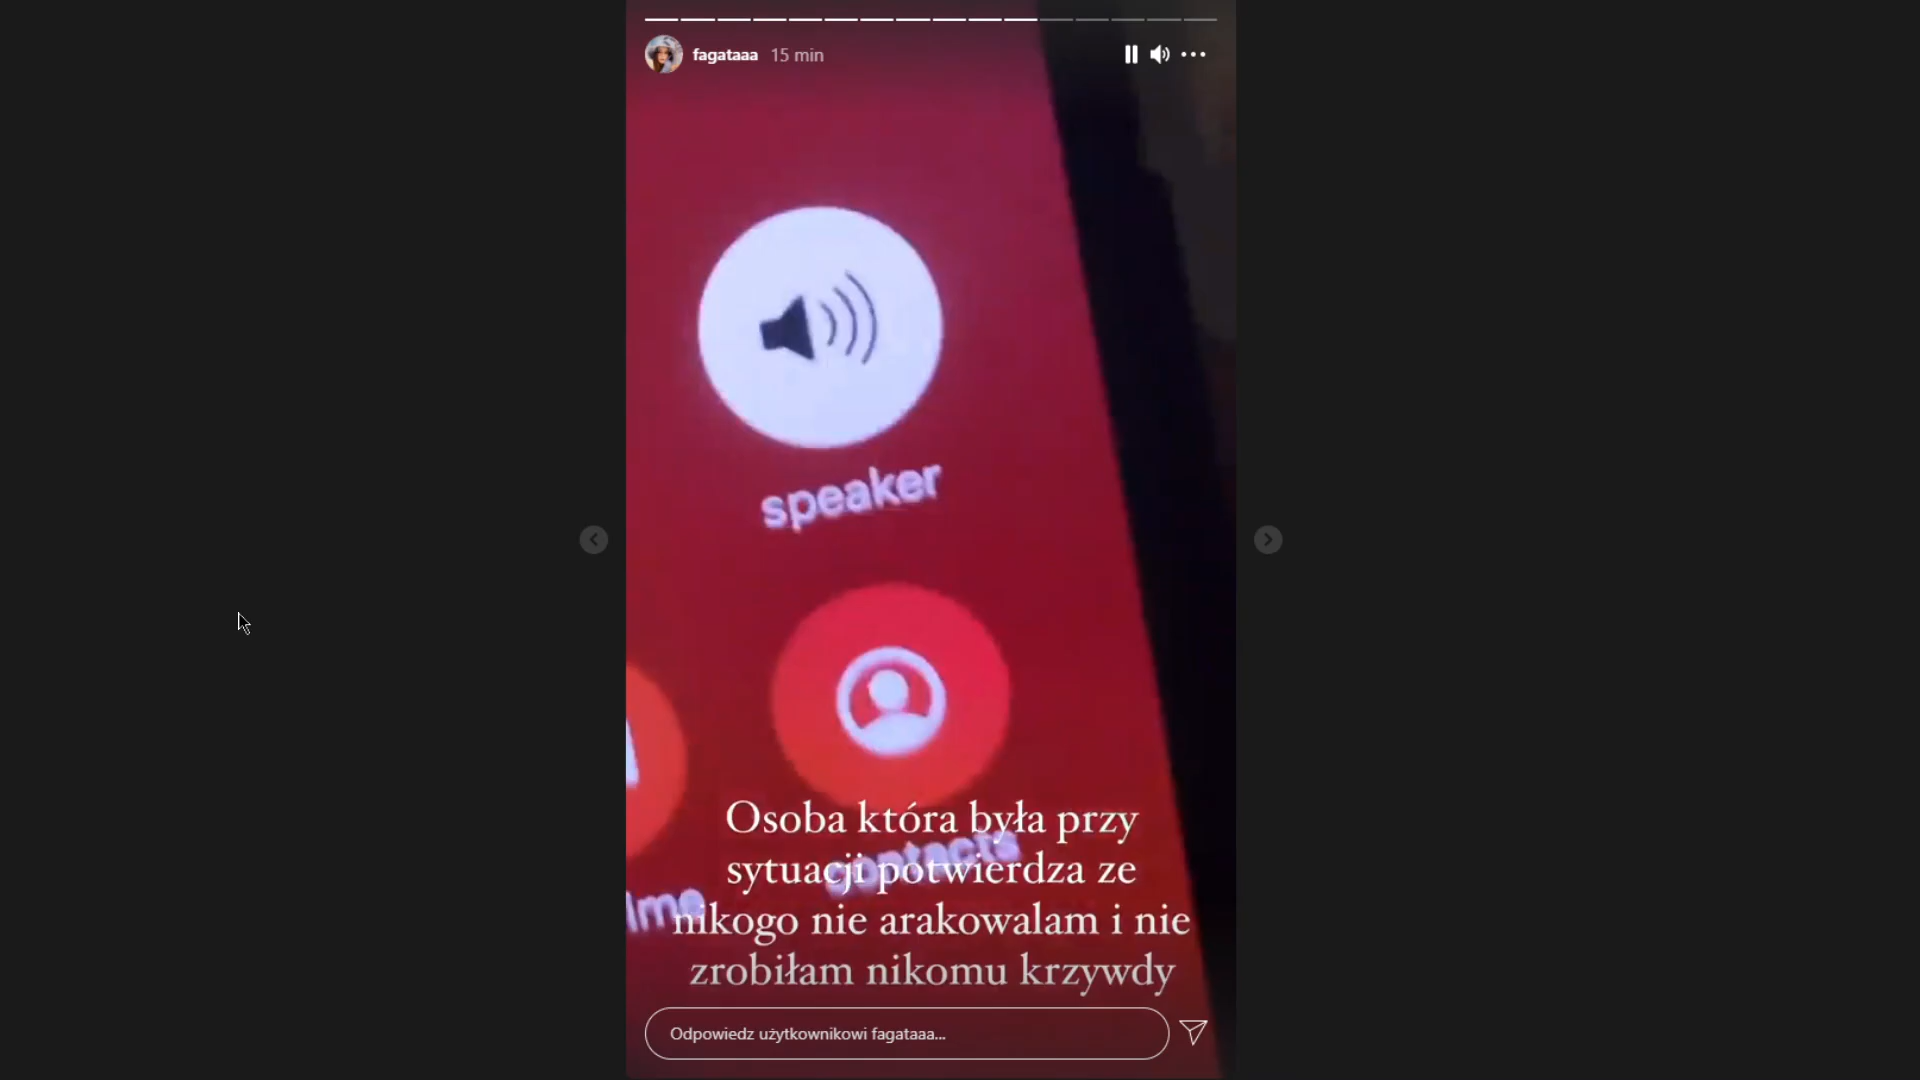 fagataaa 15 min
speaker
contacts
Osoba która była przy
sytuacji potwierdza ze
nikogo nie arakowalam i nie
zrobiłam nikomu krzywdy
Odpowiedz użytkownikowi fagataaa...